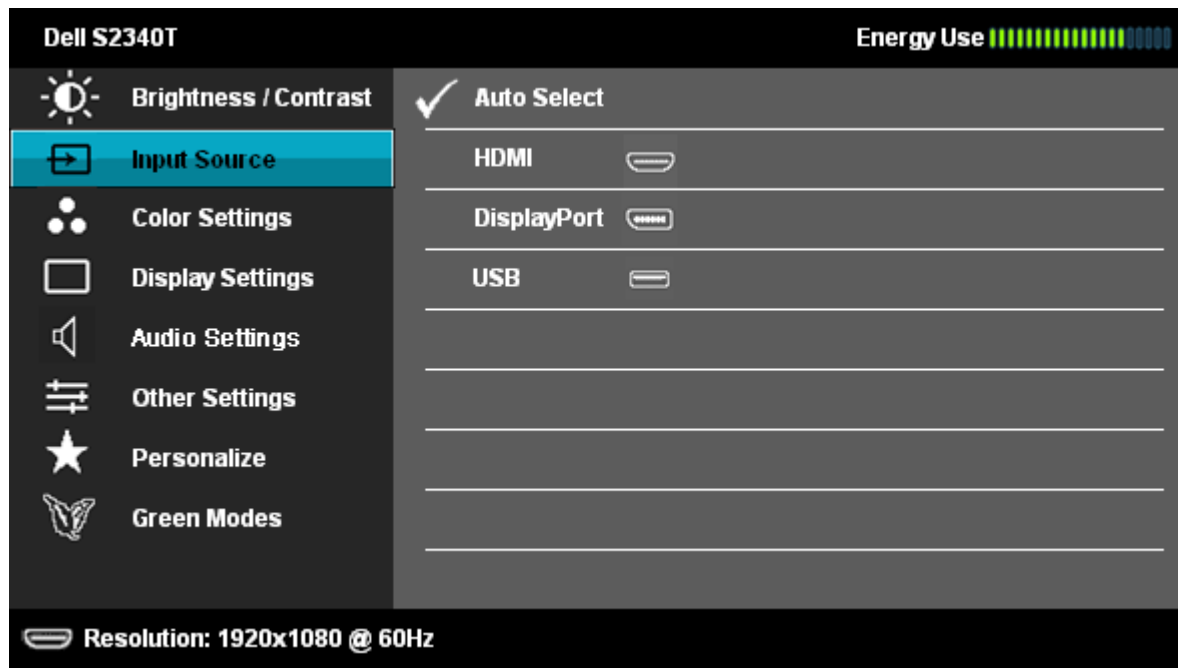 Dell S2340T
Energy Use
Brightness / Contrast
Auto Select
Input Source
HDMI
Color Settings
DisplayPort
Display Settings
USB
Audio Settings
Other Settings
Personalize
Green Modes
Resolution: 1920x1080 @ 60Hz